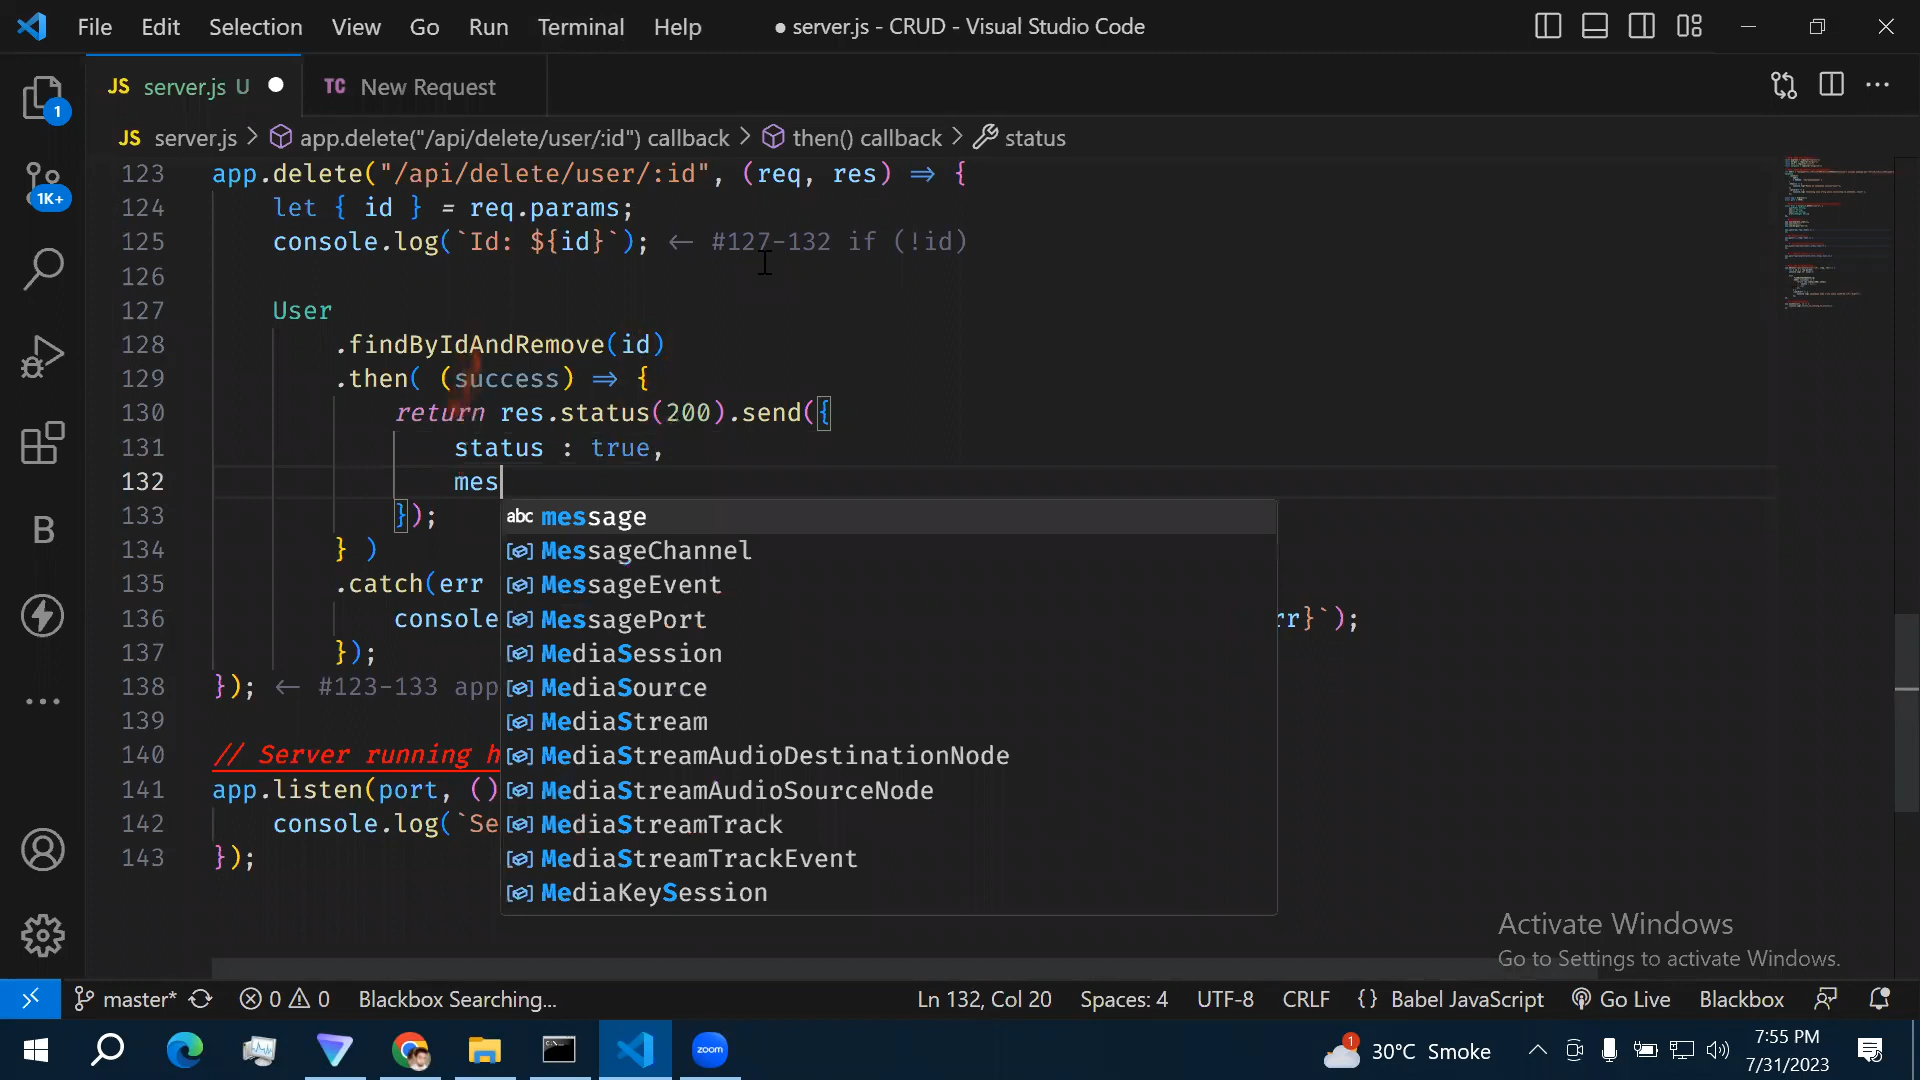 File Edit Selection View Go Run Terminal Help
● server.js - CRUD - Visual Studio Code
JS server.js U ●
TC New Request
JS server.js > app.delete("/api/delete/user/:id") callback > then() callback > status
123 app.delete("/api/delete/user/:id", (req, res) => {
124 let { id } = req.params;
125 console.log(`Id: ${id}`); ← #127-132 if (!id)
126
127 User
128 .findByIdAndRemove(id)
129 .then( (success) => {
130 return res.status(200).send({
131 status : true,
132 mes
133 });
134 } )
135 .catch(err
136 console rr}`);
137 });
138 }); ← #123-133 app
139
140 // Server running h
141 app.listen(port, ()
142 console.log(`Se
143 });
abc message
MessageChannel
MessageEvent
MessagePort
MediaSession
MediaSource
MediaStream
MediaStreamAudioDestinationNode
MediaStreamAudioSourceNode
MediaStreamTrack
MediaStreamTrackEvent
MediaKeySession
1
1K+
B
Activate Windows
Go to Settings to activate Windows.
master* 0 0 Blackbox Searching...
Ln 132, Col 20 Spaces: 4 UTF-8 CRLF {} Babel JavaScript Go Live Blackbox
zoom
1 30°C Smoke
7:55 PM
7/31/2023